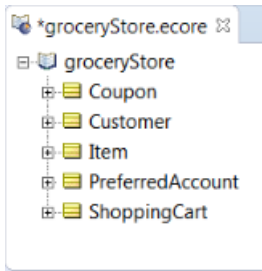 *groceryStore.ecore
groceryStore
Coupon
Customer
Item
PreferredAccount
ShoppingCart